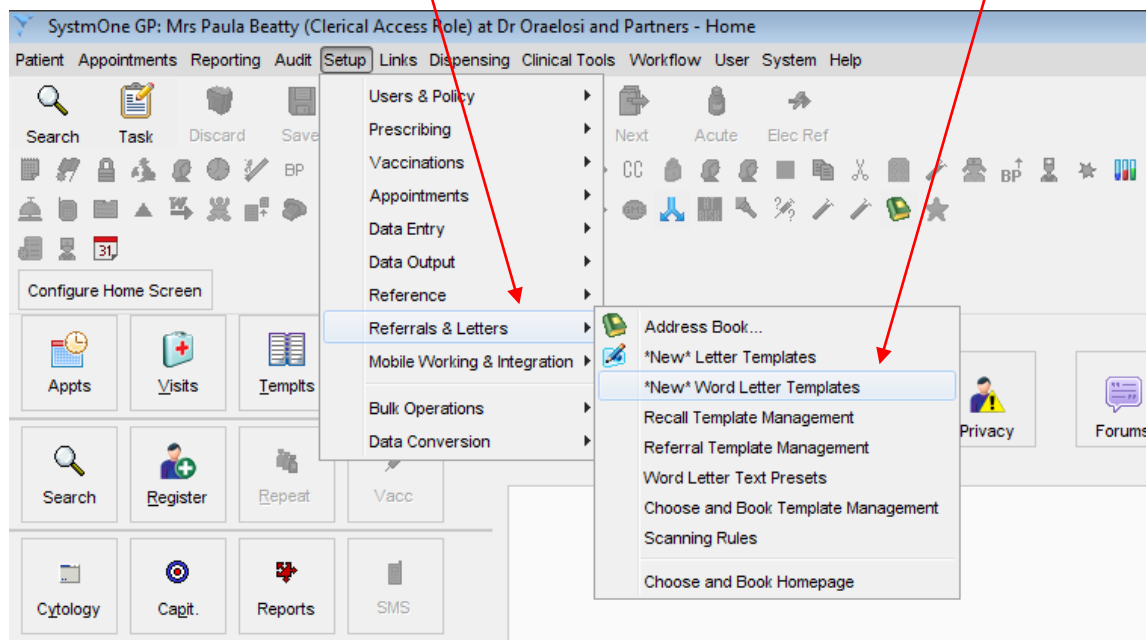 SystmOne GP: Mrs Paula Beatty (Clerical Access Role) at Dr Oraelosi and Partners - Home
Patient Appointments Reporting Audit Setup Links Dispensing Clinical Tools Workflow User System Help
Search Task Discard Save Next Acute Elec Ref
Users & Policy
Prescribing
Vaccinations
Appointments
Data Entry
Data Output
Reference
Referrals & Letters
Mobile Working & Integration
Bulk Operations
Data Conversion
BP CC BP
GMS
31
Configure Home Screen
Address Book...
*New* Letter Templates
*New* Word Letter Templates
Recall Template Management
Referral Template Management
Word Letter Text Presets
Choose and Book Template Management
Scanning Rules
Choose and Book Homepage
Appts Visits Templts Privacy Forums
Search Register Repeat Vacc
Cytology Capit. Reports SMS